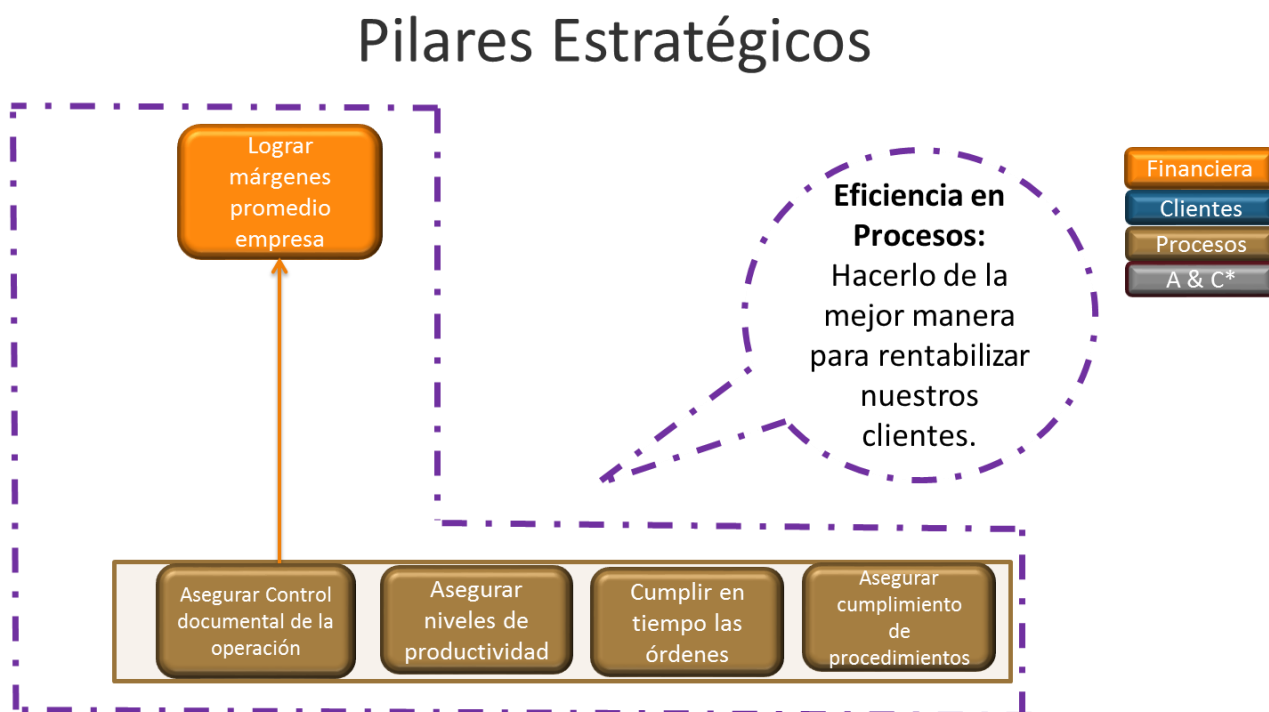 Pilares Estratégicos
Lograr
márgenes
promedio
empresa
Eficiencia en
Procesos:
Hacerlo de la
mejor manera
para rentabilizar
nuestros
clientes.
Financiera
Clientes
Procesos
A & C*
Asegurar Control
documental de la
operación
Asegurar
niveles de
productividad
Cumplir en
tiempo las
órdenes
Asegurar
cumplimiento
de
procedimientos